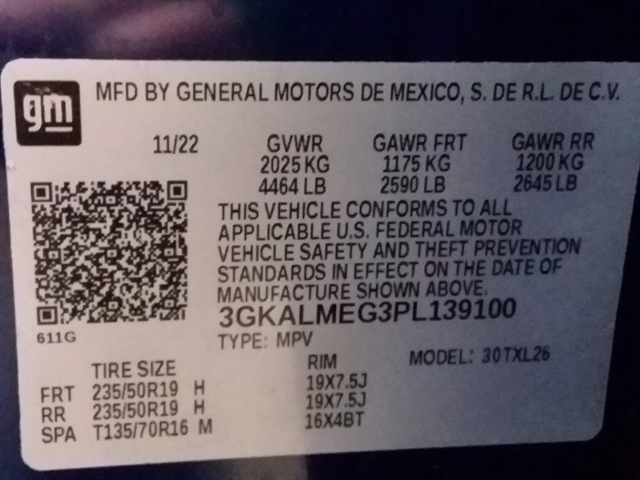 gm MFD BY GENERAL MOTORS DE MEXICO, S. DE R.L. DE C.V.
11/22 GVWR GAWR FRT GAWR RR
2025 KG 1175 KG 1200 KG
4464 LB 2590 LB 2645 LB
THIS VEHICLE CONFORMS TO ALL
APPLICABLE U.S. FEDERAL MOTOR
VEHICLE SAFETY AND THEFT PREVENTION
STANDARDS IN EFFECT ON THE DATE OF
MANUFACTURE SHOWN ABOVE.
3GKALMEG3PL139100
611G TYPE: MPV MODEL: 30TXL26
TIRE SIZE RIM
FRT 235/50R19 H 19X7.5J
RR 235/50R19 H 19X7.5J
SPA T135/70R16 M 16X4BT